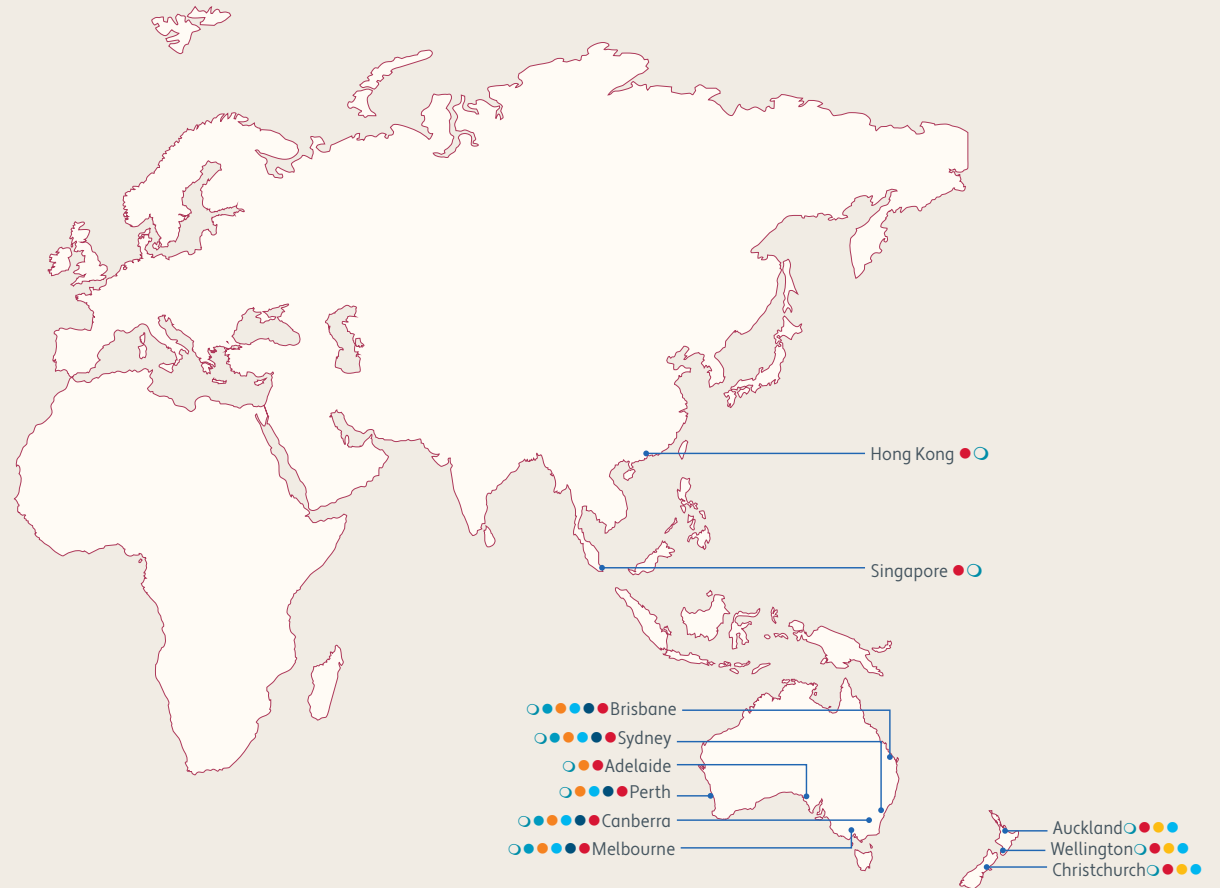 Hong Kong
Singapore
Brisbane
Sydney
Adelaide
Perth
Canberra
Melbourne
Auckland
Wellington
Christchurch